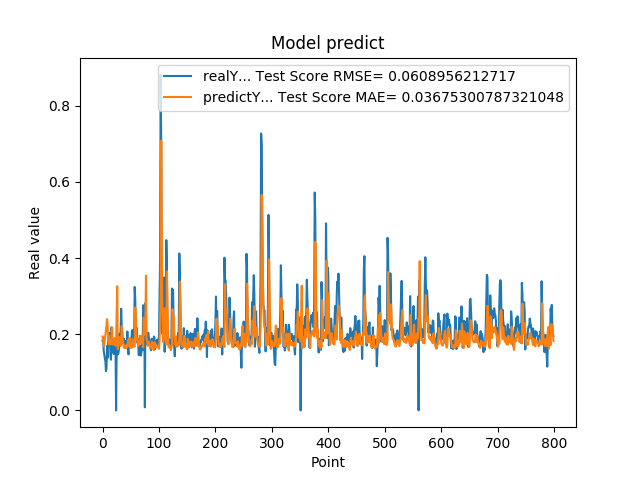 Model predict
realY... Test Score RMSE= 0.0608956212717
predictY... Test Score MAE= 0.03675300787321048
0.8
0.6
0.4
0.2
0.0
Real value
0 100 200 300 400 500 600 700 800
Point